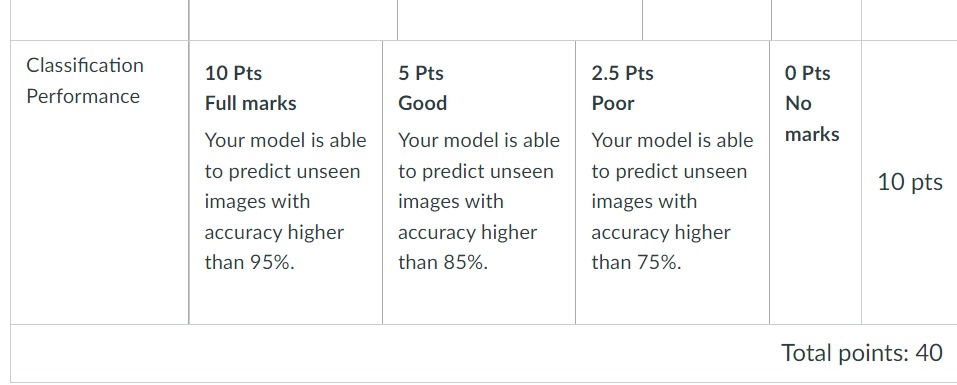 Classification
Performance
10 Pts
Full marks
Your model is able
to predict unseen
images with
accuracy higher
than 95%.
5 Pts
Good
Your model is able
to predict unseen
images with
accuracy higher
than 85%.
2.5 Pts
Poor
Your model is able
to predict unseen
images with
accuracy higher
than 75%.
0 Pts
No
marks
10 pts
Total points: 40